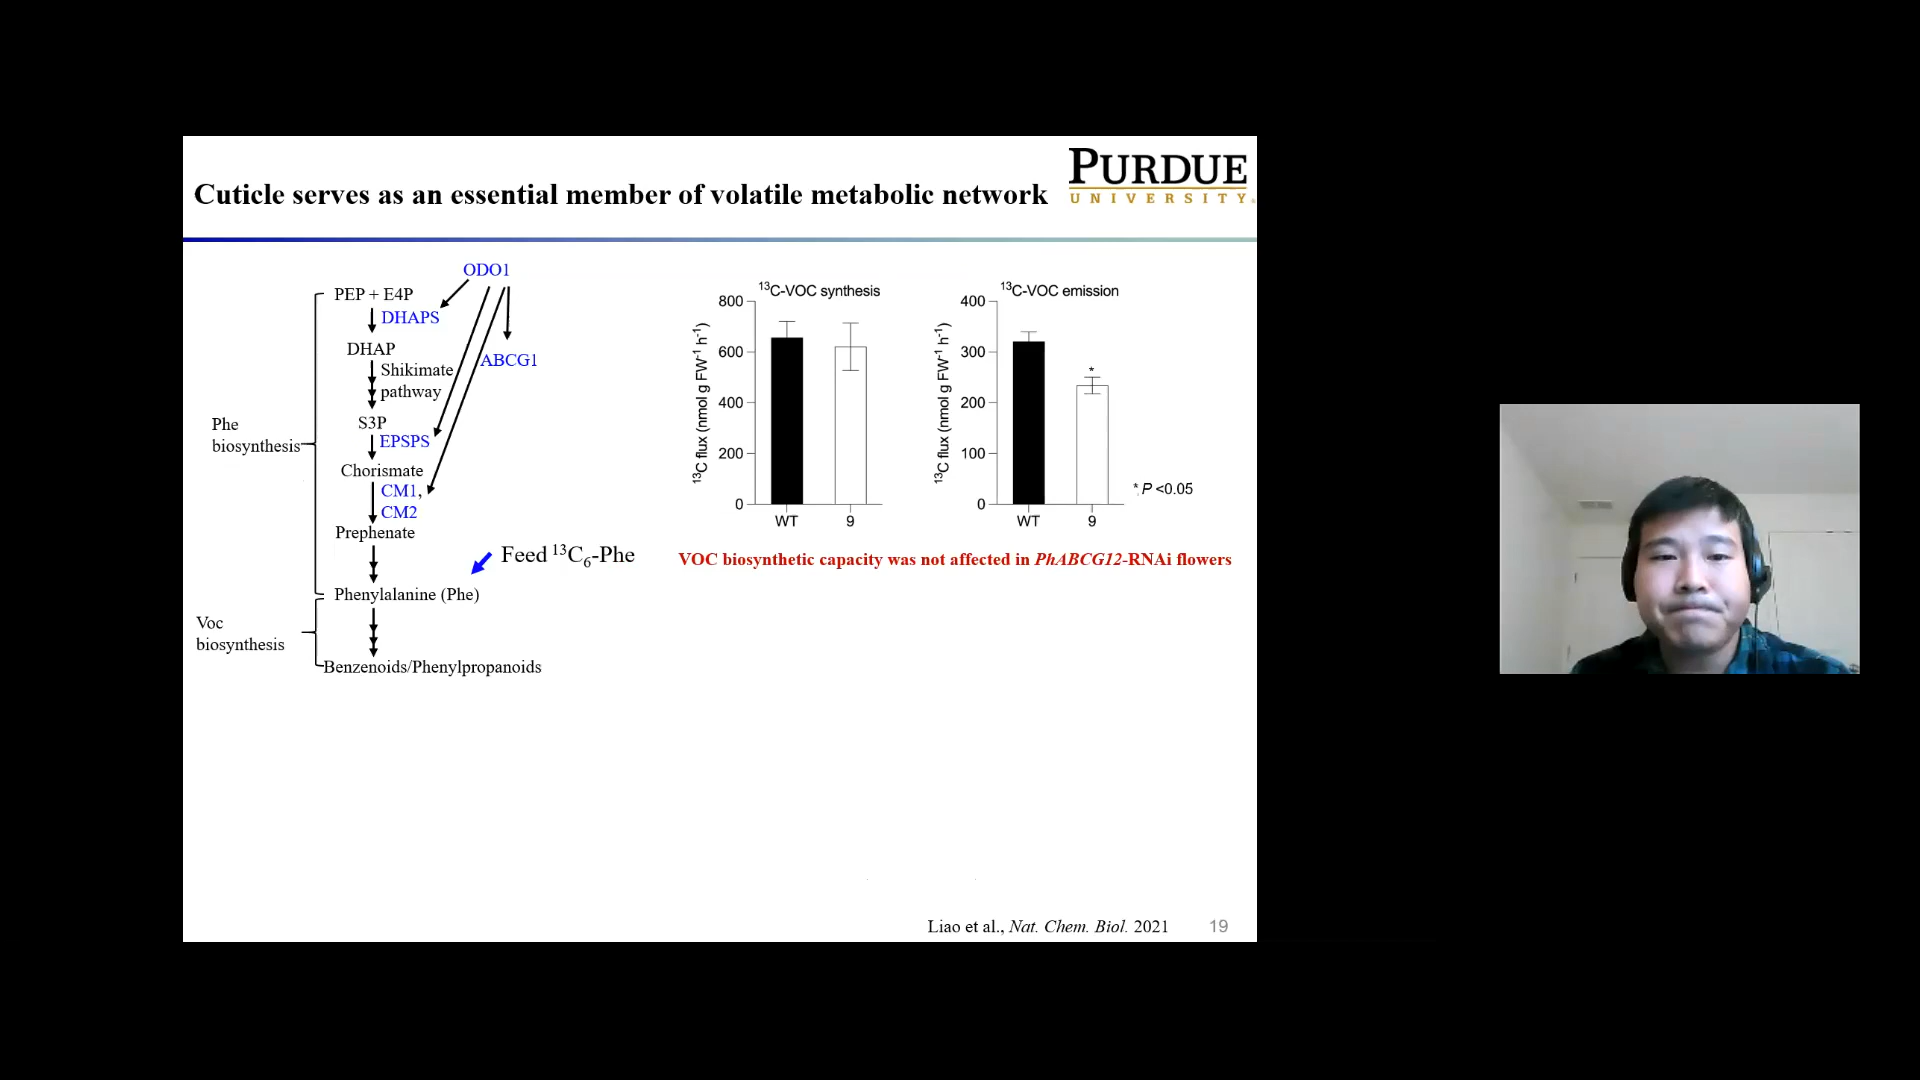 Cuticle serves as an essential member of volatile metabolic network
PURDUE
UNIVERSITY
ODO1
PEP + E4P
DHAPS
DHAP
ABCG1
Shikimate
pathway
S3P
EPSPS
Phe
biosynthesis
Chorismate
CM1,
CM2
Prephenate
Feed ¹³C₆-Phe
Phenylalanine (Phe)
Voc
biosynthesis
Benzenoids/Phenylpropanoids
¹³C-VOC synthesis
¹³C flux (nmol g FW⁻¹ h⁻¹)
800
600
400
200
0
WT 9
¹³C-VOC emission
¹³C flux (nmol g FW⁻¹ h⁻¹)
400
300
200
100
0
*
WT 9
* P <0.05
VOC biosynthetic capacity was not affected in PhABCG12-RNAi flowers
Liao et al., Nat. Chem. Biol. 2021
19